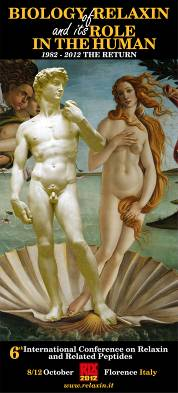 BIOLOGY of RELAXIN
and its ROLE
IN THE HUMAN
1982 - 2012 THE RETURN
6th International Conference on Relaxin
and Related Peptides
8/12 October RLX 2012 Florence Italy
www.relaxin.it